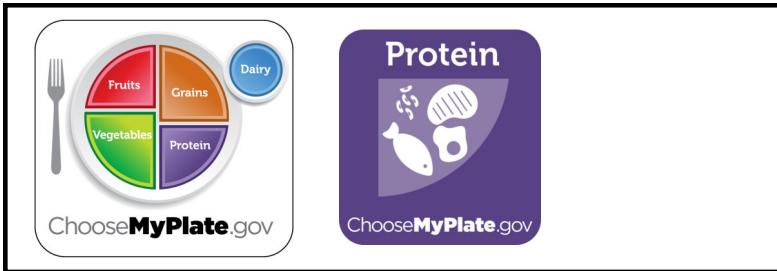 Fruits
Grains
Dairy
Vegetables
Protein
ChooseMyPlate.gov
Protein
ChooseMyPlate.gov